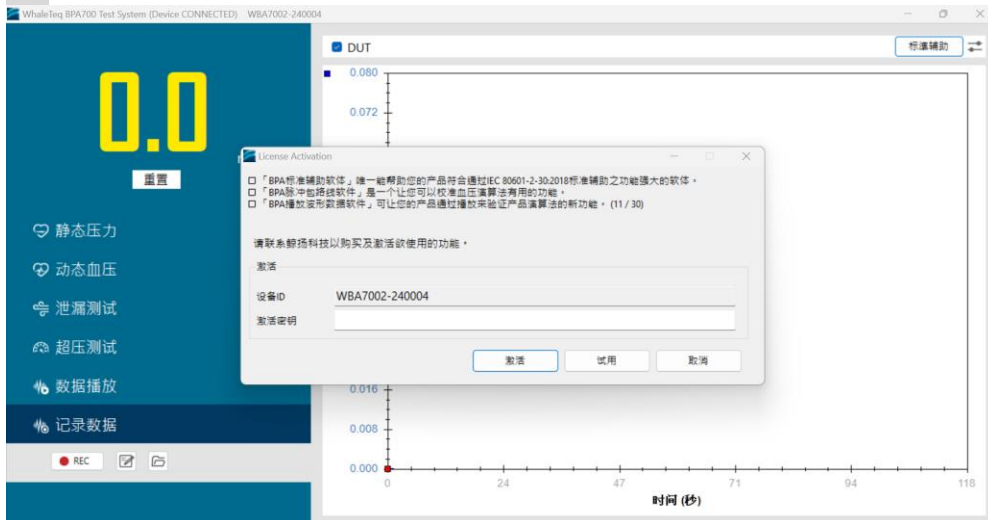 WhaleTeq BPA700 Test System (Device CONNECTED) WBA7002-240004
DUT
标准辅助
0.0
重置
静态压力
动态血压
泄漏测试
超压测试
数据播放
记录数据
REC
0.080
0.072
License Activation
「BPA标准辅助软体」唯一能帮助您的产品符合通过IEC 80601-2-30:2018标准辅助之功能强大的软体。
「BPA脉冲包络线软件」是一个让您可以校准血压演算法有用的功能。
「BPA播放波形数据软件」可让您的产品通过播放来验证产品演算法的新功能。 (11 / 30)
请联系鲸扬科技以购买及激活欲使用的功能。
激活
设备ID WBA7002-240004
激活密钥
激活 试用 取消
0.016
0.008
0.000
0 24 47 71 94 118
时间 (秒)